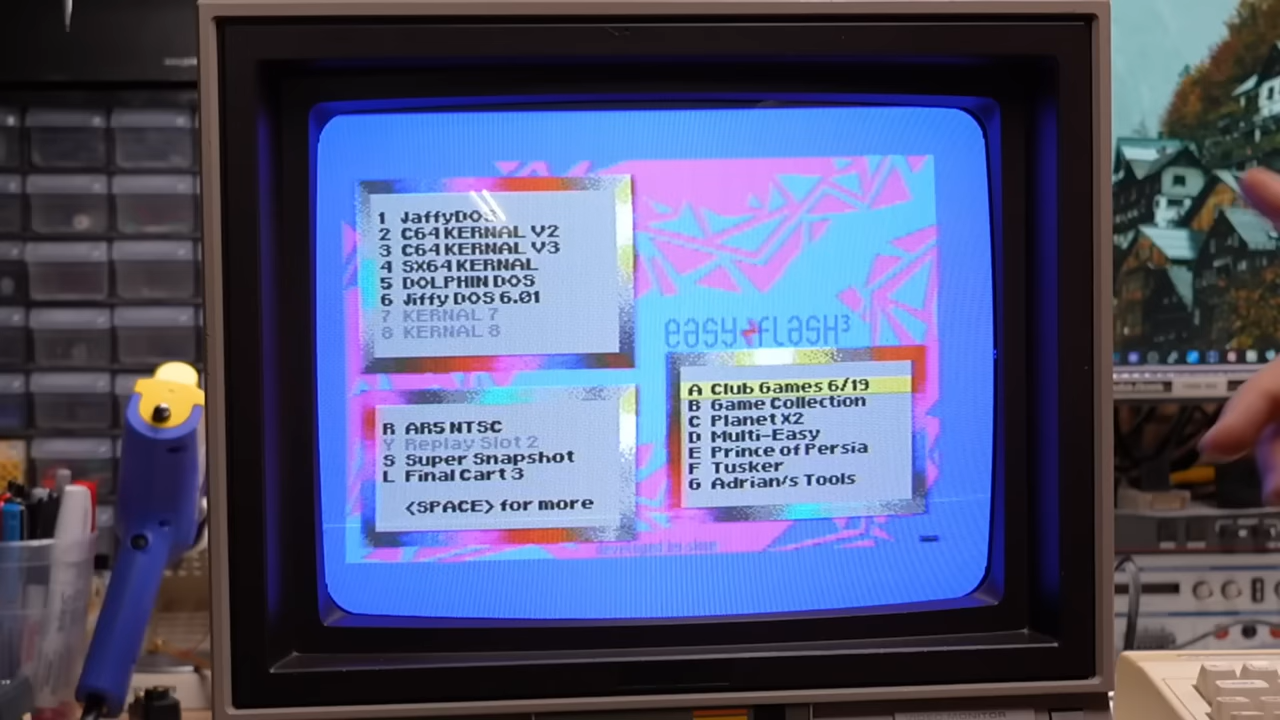 1 JaffyDOS
2 C64 KERNAL V2
3 C64 KERNAL V3
4 SX64 KERNAL
5 DOLPHIN DOS
6 Jiffy DOS 6.01
7 KERNAL 7
8 KERNAL 8
R AR5 NTSC
Y Replay Slot 2
S Super Snapshot
L Final Cart 3
<SPACE> for more
easy flash³
A Club Games 6/19
B Game Collection
C Planet X2
D Multi-Easy
E Prince of Persia
F Tusker
G Adrian's Tools
VIDEO MONITOR